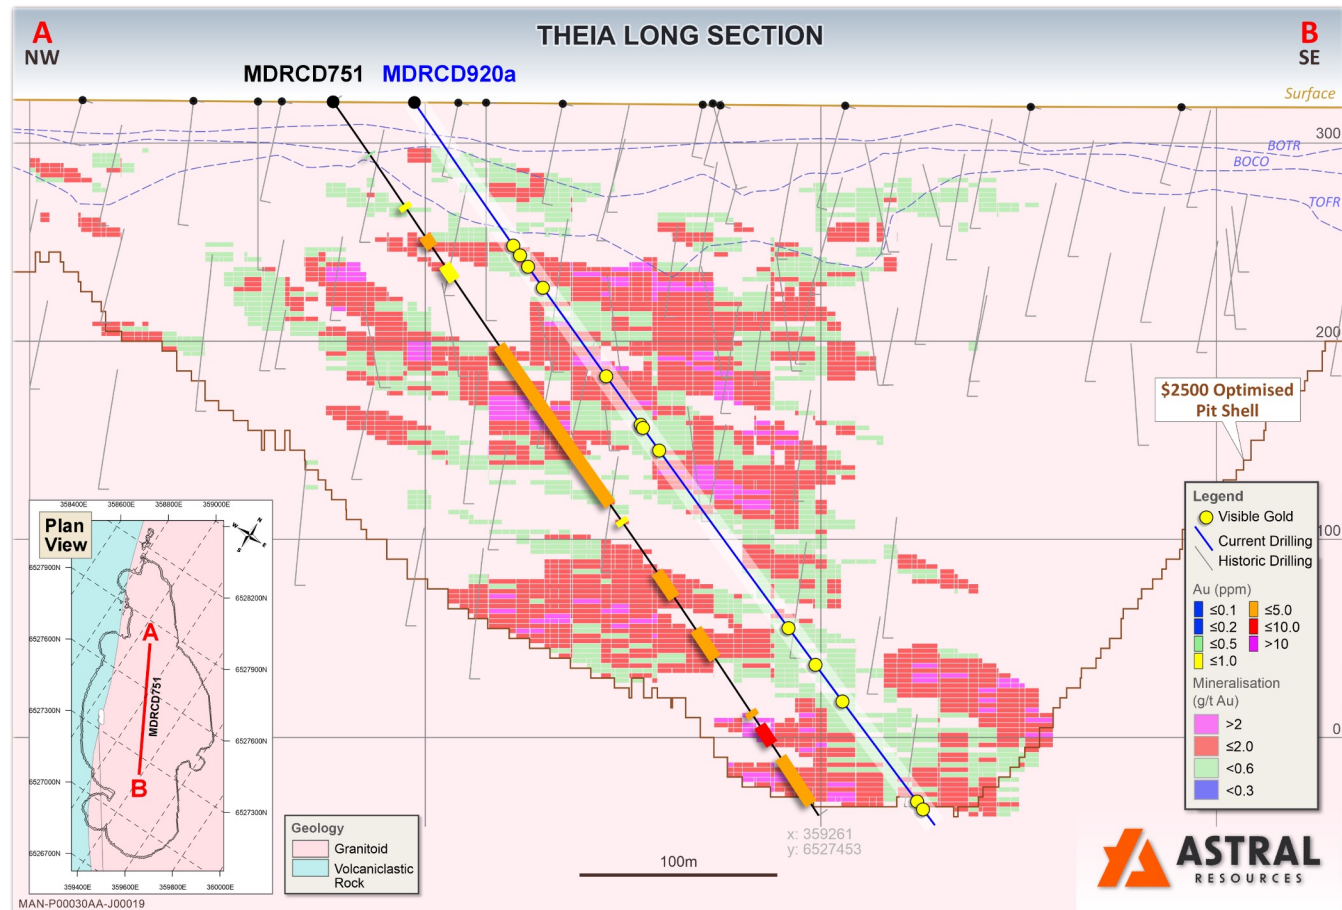 THEIA LONG SECTION
A
NW
B
SE
MDRCD751
MDRCD920a
Surface
300
BOTR
BOCO
TOFR
200
$2500 Optimised
Pit Shell
100
0
Plan
View
358400E
358600E
358800E
359000E
W
N
S
E
6527900N
6527600N
6527300N
6527000N
6526700N
6528200N
6527900N
6527600N
6527300N
A
MDRCD751
B
359400E
359600E
359800E
360000E
Geology
Granitoid
Volcaniclastic
Rock
x: 359261
y: 6527453
100m
Legend
Visible Gold
Current Drilling
Historic Drilling
Au (ppm)
≤0.1
≤5.0
≤0.2
≤10.0
≤0.5
>10
≤1.0
Mineralisation
(g/t Au)
>2
≤2.0
<0.6
<0.3
ASTRAL
RESOURCES
MAN-P00030AA-J00019